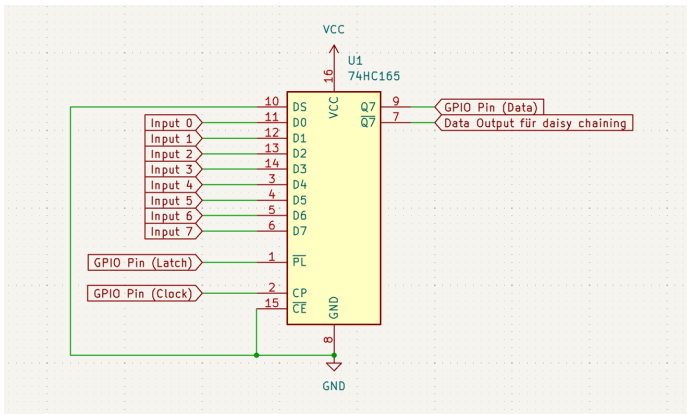 VCC
U1
74HC165
16
VCC
10 DS
11 D0
12 D1
13 D2
14 D3
3 D4
4 D5
5 D6
6 D7
1 PL
2 CP
15 CE
Q7 9
Q7 7
GND
8
GND
Input 0
Input 1
Input 2
Input 3
Input 4
Input 5
Input 6
Input 7
GPIO Pin (Latch)
GPIO Pin (Clock)
GPIO Pin (Data)
Data Output für daisy chaining